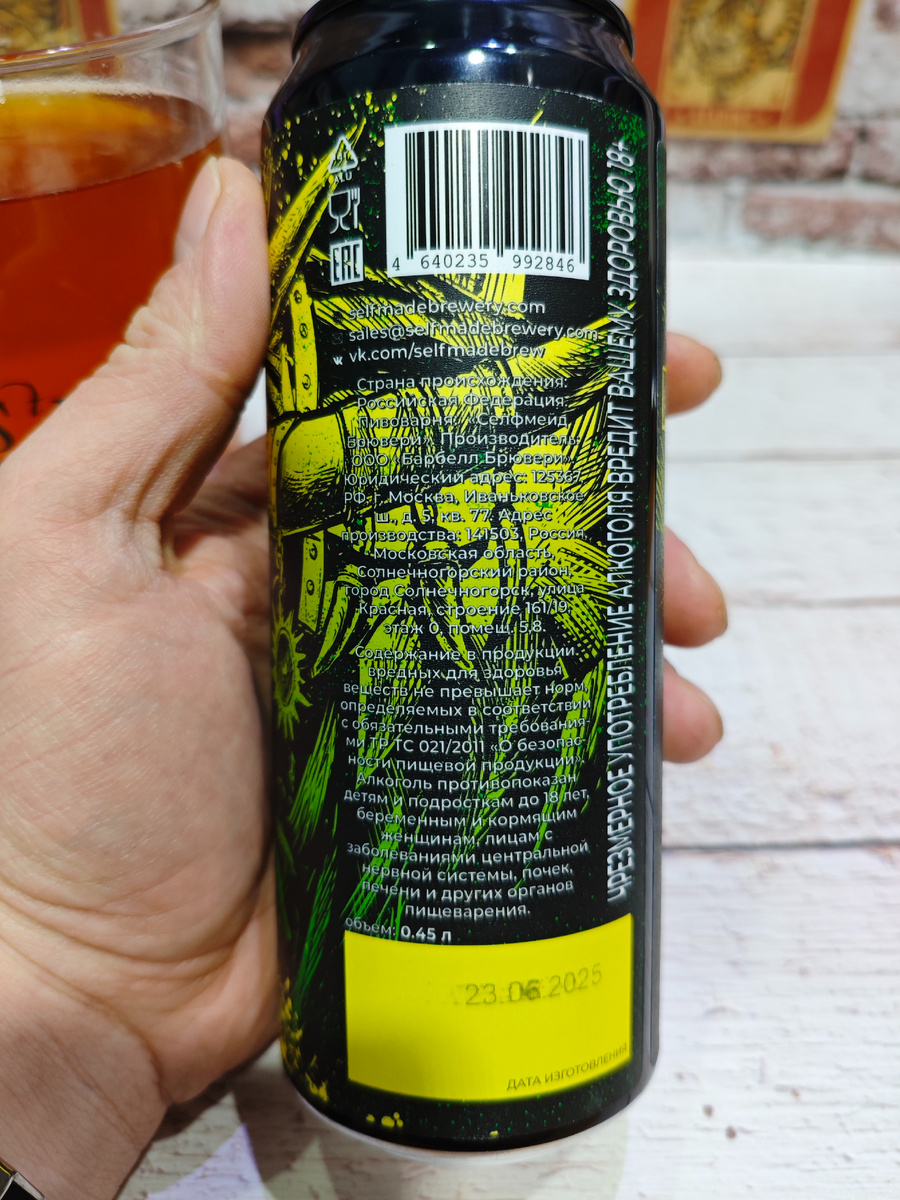 ALU
EAC
4 640235 992846
selfmadebrewery.com
sales@selfmadebrewery.com
vk.com/selfmadebrew
Страна происхождения:
Российская Федерация.
Пивоварня: «Селфмейд
Брювери». Производитель:
ООО «Барбелл Брювери».
Юридический адрес: 125367,
РФ, г. Москва, Иваньковское
ш., д. 5, кв. 77. Адрес
производства: 141503, Россия,
Московская область,
Солнечногорский район,
город Солнечногорск, улица
Красная, строение 161/19,
этаж 0, помещ. 5,8.
Содержание в продукции
вредных для здоровья
веществ не превышает норм,
определяемых в соответствии
с обязательными требования-
ми ТР ТС 021/2011 «О безопас-
ности пищевой продукции».
Алкоголь противопоказан
детям и подросткам до 18 лет,
беременным и кормящим
женщинам, лицам с
заболеваниями центральной
нервной системы, почек,
печени и других органов
пищеварения.
объем: 0.45 л
23.06.2025
ДАТА ИЗГОТОВЛЕНИЯ
ЧРЕЗМЕРНОЕ УПОТРЕБЛЕНИЕ АЛКОГОЛЯ ВРЕДИТ ВАШЕМУ ЗДОРОВЬЮ 18+